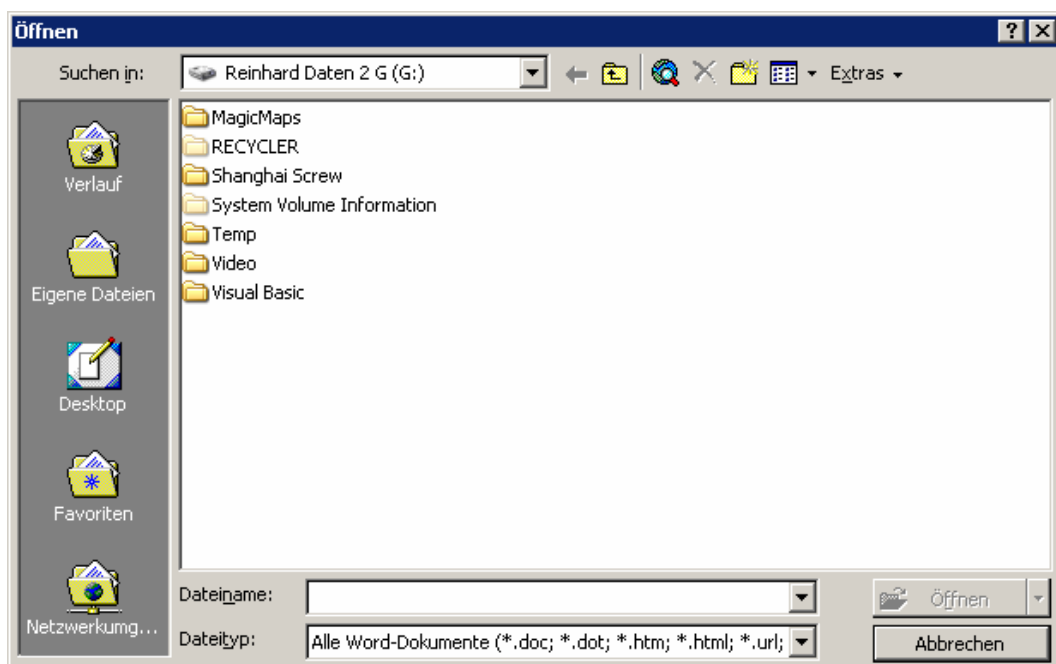 Öffnen
Suchen in:
Reinhard Daten 2 G (G:)
Extras
Verlauf
Eigene Dateien
Desktop
Favoriten
Netzwerkumg...
MagicMaps
RECYCLER
Shanghai Screw
System Volume Information
Temp
Video
Visual Basic
Dateiname:
Öffnen
Dateityp:
Alle Word-Dokumente (*.doc; *.dot; *.htm; *.html; *.url;
Abbrechen